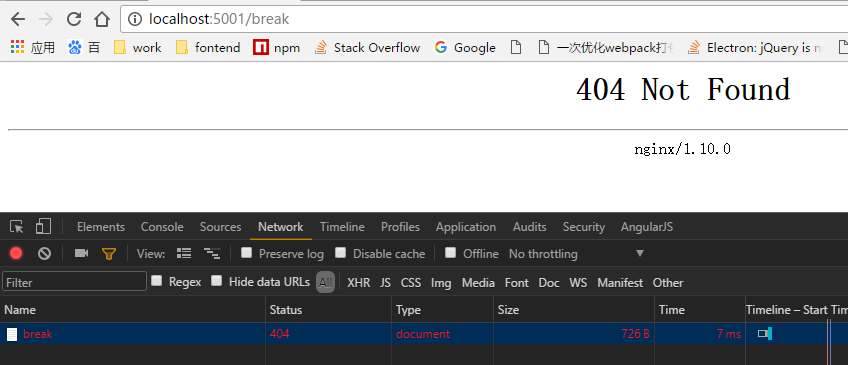 localhost:5001/break
应用 百 work fontend npm Stack Overflow Google 一次优化webpack打 Electron: jQuery is n
404 Not Found
nginx/1.10.0
Elements Console Sources Network Timeline Profiles Application Audits Security AngularJS
View: Preserve log Disable cache Offline No throttling
Filter Regex Hide data URLs All XHR JS CSS Img Media Font Doc WS Manifest Other
Name Status Type Size Time Timeline – Start Tim
break 404 document 726 B 7 ms